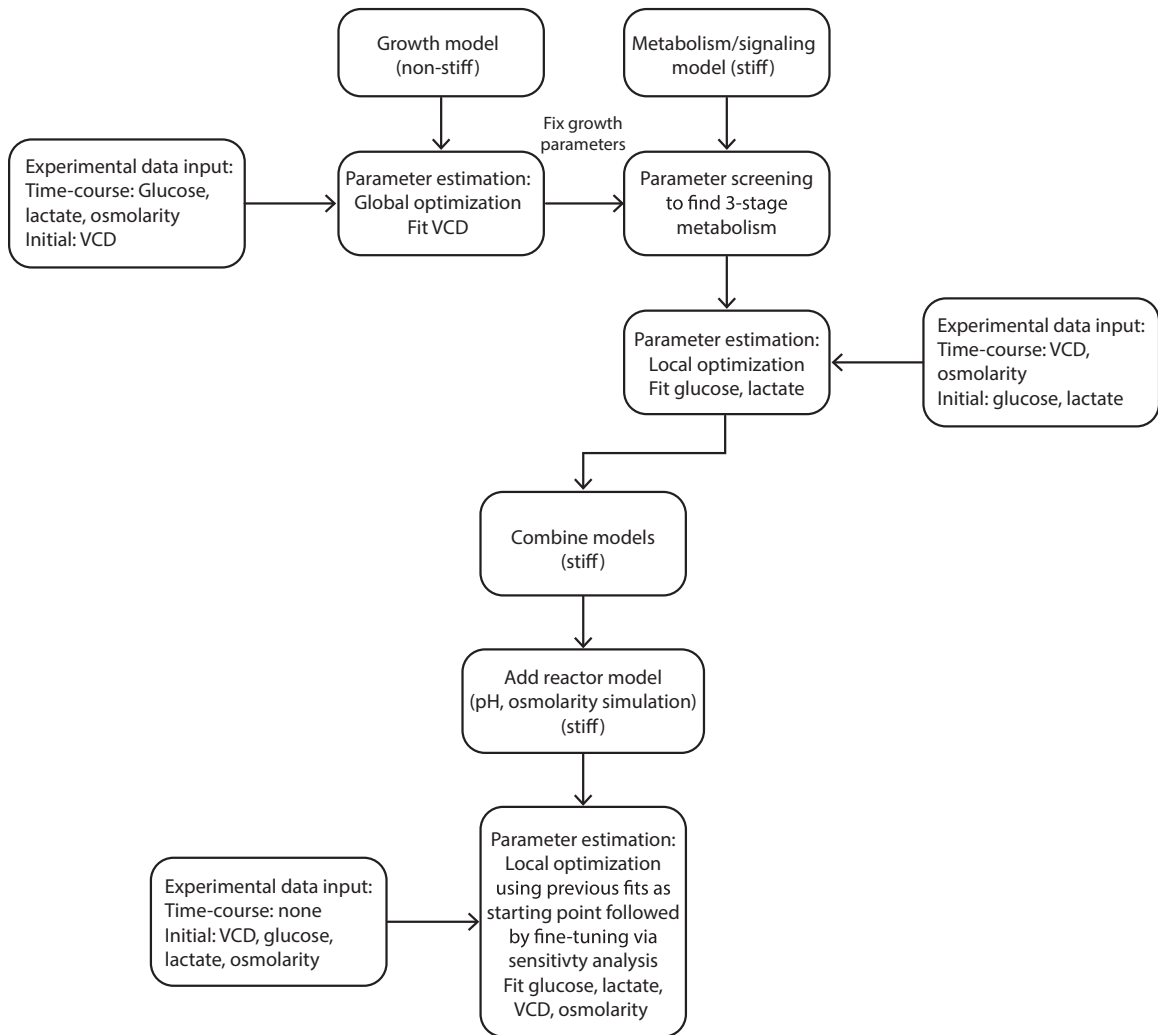 Growth model
(non-stiff)
Metabolism/signaling
model (stiff)
Fix growth
parameters
Experimental data input:
Time-course: Glucose,
lactate, osmolarity
Initial: VCD
Parameter estimation:
Global optimization
Fit VCD
Parameter screening
to find 3-stage
metabolism
Parameter estimation:
Local optimization
Fit glucose, lactate
Experimental data input:
Time-course: VCD,
osmolarity
Initial: glucose, lactate
Combine models
(stiff)
Add reactor model
(pH, osmolarity simulation)
(stiff)
Experimental data input:
Time-course: none
Initial: VCD, glucose,
lactate, osmolarity
Parameter estimation:
Local optimization
using previous fits as
starting point followed
by fine-tuning via
sensitivty analysis
Fit glucose, lactate,
VCD, osmolarity